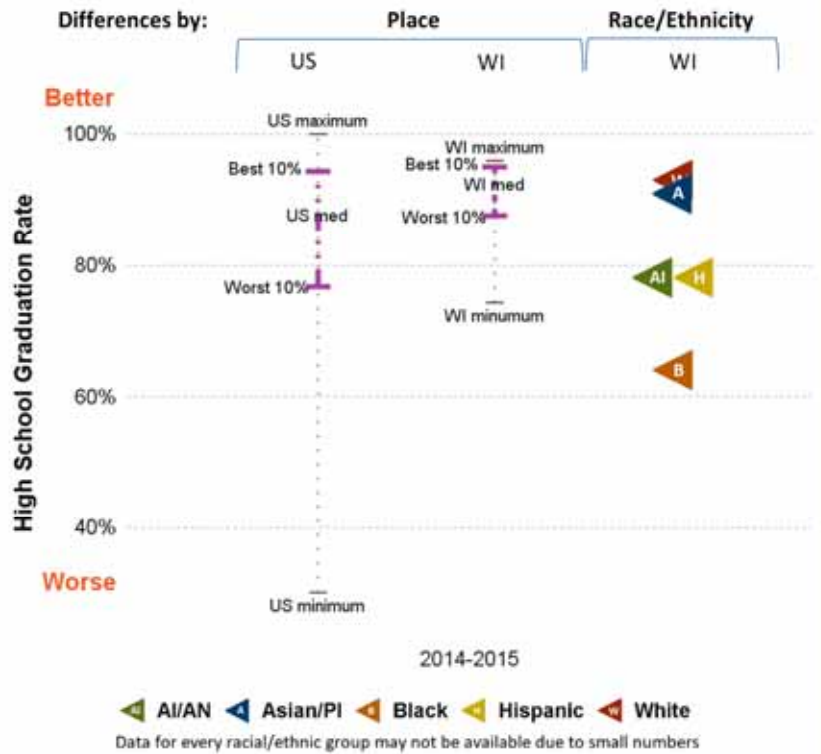 Differences by: Place Race/Ethnicity
US WI WI
Better
US maximum
100%
WI maximum
Best 10% Best 10%
WI med
W
A
US med Worst 10%
80%
AI H
Worst 10%
WI minumum
60%
B
High School Graduation Rate
40%
Worse
US minimum
2014-2015
AI AI/AN A Asian/PI B Black H Hispanic W White
Data for every racial/ethnic group may not be available due to small numbers